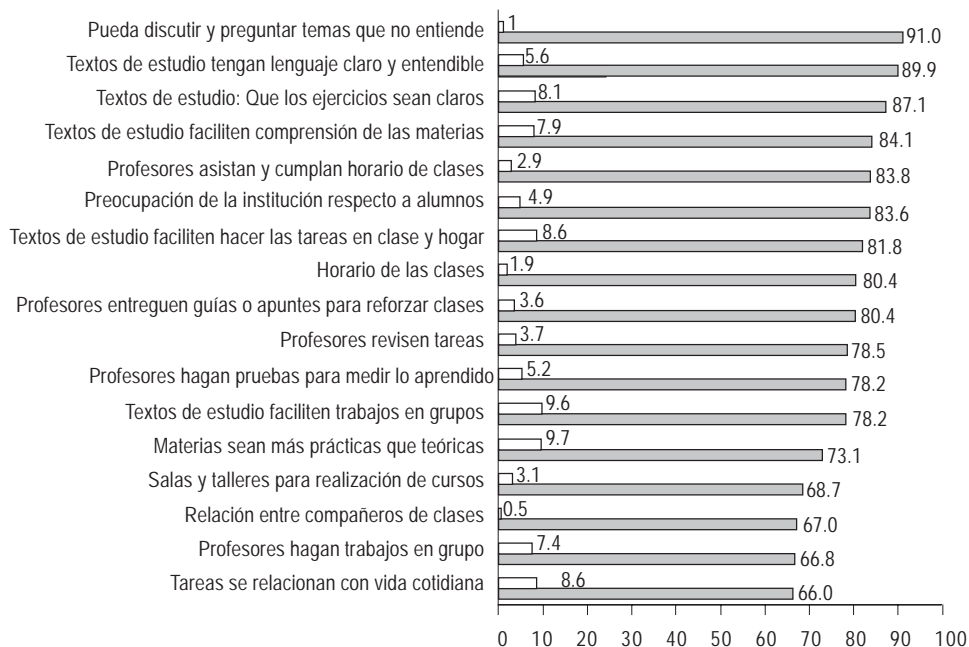 Pueda discutir y preguntar temas que no entiende 1 91.0
Textos de estudio tengan lenguaje claro y entendible 5.6 89.9
Textos de estudio: Que los ejercicios sean claros 8.1 87.1
Textos de estudio faciliten comprensión de las materias 7.9 84.1
Profesores asistan y cumplan horario de clases 2.9 83.8
Preocupación de la institución respecto a alumnos 4.9 83.6
Textos de estudio faciliten hacer las tareas en clase y hogar 8.6 81.8
Horario de las clases 1.9 80.4
Profesores entreguen guías o apuntes para reforzar clases 3.6 80.4
Profesores revisen tareas 3.7 78.5
Profesores hagan pruebas para medir lo aprendido 5.2 78.2
Textos de estudio faciliten trabajos en grupos 9.6 78.2
Materias sean más prácticas que teóricas 9.7 73.1
Salas y talleres para realización de cursos 3.1 68.7
Relación entre compañeros de clases 0.5 67.0
Profesores hagan trabajos en grupo 7.4 66.8
Tareas se relacionan con vida cotidiana 8.6 66.0
0 10 20 30 40 50 60 70 80 90 100